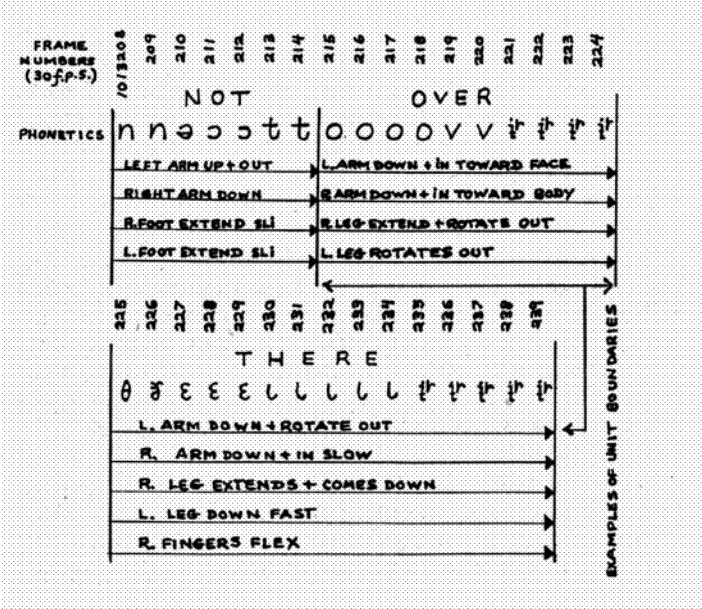 FRAME NUMBERS (30 f.p.s.)
1013208 209 210 211 212 213 214 215 216 217 218 219 220 221 222 223 224
NOT OVER
PHONETICS n n ə ɔ ɔ t t o o o o v v ɝ ɝ ɝ ɝ
LEFT ARM UP + OUT L. ARM DOWN + IN TOWARD FACE
RIGHT ARM DOWN R ARM DOWN + IN TOWARD BODY
R. FOOT EXTEND SLI R. LEG EXTEND + ROTATE OUT
L. FOOT EXTEND SLI L. LEG ROTATES OUT
225 226 227 228 229 230 231 232 233 234 235 236 237 238 239
THERE
L. ARM DOWN + ROTATE OUT
R. ARM DOWN + IN SLOW
R. LEG EXTENDS + COMES DOWN
L. LEG DOWN FAST
R. FINGERS FLEX
EXAMPLES OF UNIT BOUNDARIES